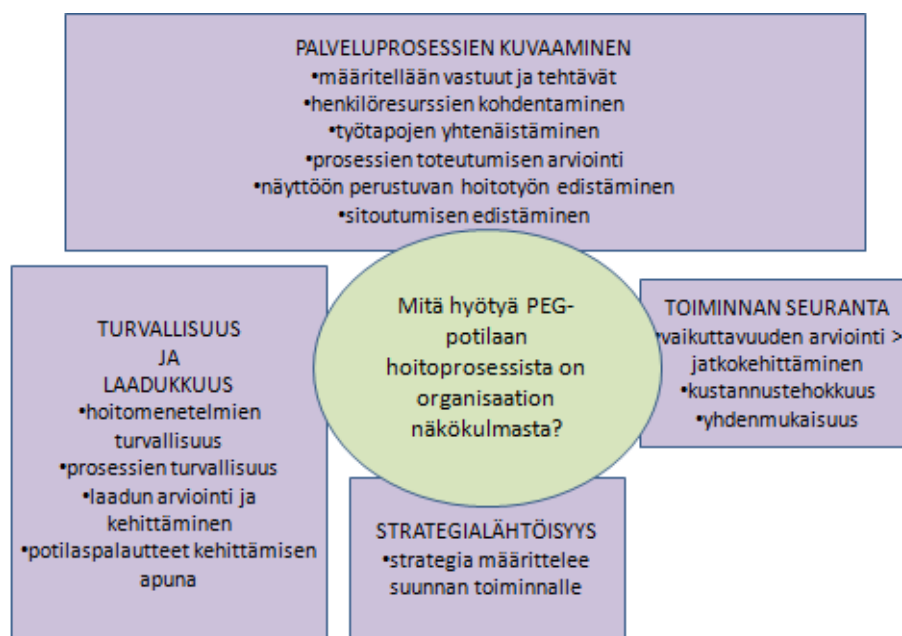 PALVELUPROSESSIEN KUVAAMINEN
•määritellään vastuut ja tehtävät
•henkilöresurssien kohdentaminen
•työtapojen yhtenäistäminen
•prosessien toteutumisen arviointi
•näyttöön perustuvan hoitotyön edistäminen
•sitoutumisen edistäminen
TURVALLISUUS
JA
LAADUKKUUS
•hoitomenetelmien
turvallisuus
•prosessien turvallisuus
•laadun arviointi ja
kehittäminen
•potilaspalautteet kehittämisen
apuna
Mitä hyötyä PEG-
potilaan
hoitoprosessista on
organisaation
näkökulmasta?
TOIMINNAN SEURANTA
•vaikuttavuuden arviointi >
jatkokehittäminen
•kustannustehokkuus
•yhdenmukaisuus
STRATEGIALÄHTÖISYYS
•strategia määrittelee
suunnan toiminnalle